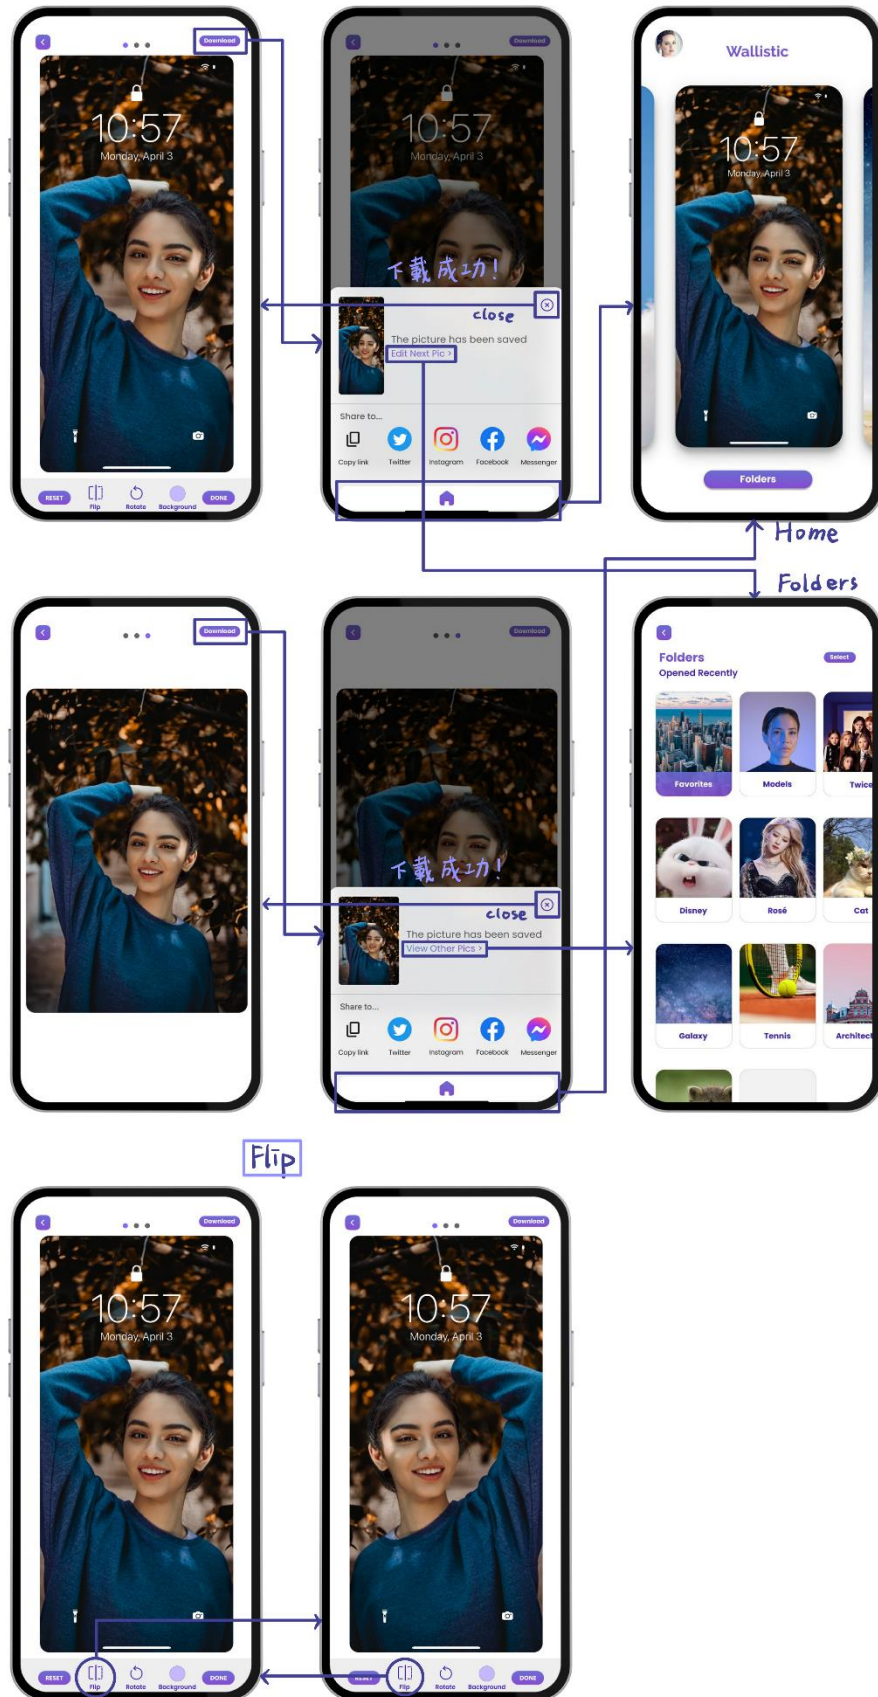 Download
10:57
Monday, April 3
RESET
Flip
Rotate
Background
DONE
Download
10:57
Monday, April 3
下載成功!
close
The picture has been saved
Edit Next Pic >
Share to...
Copy link
Twitter
Instagram
Facebook
Messenger
Wallistic
10:57
Monday, April 3
Folders
Home
Folders
Download
Download
下載成功!
close
The picture has been saved
View Other Pics >
Share to...
Copy link
Twitter
Instagram
Facebook
Messenger
Folders
Select
Opened Recently
Favorites
Models
Twice
Disney
Rosé
Cat
Galaxy
Tennis
Architect
Flip
Download
10:57
Monday, April 3
RESET
Flip
Rotate
Background
DONE
Download
10:57
Monday, April 3
RESET
Flip
Rotate
Background
DONE